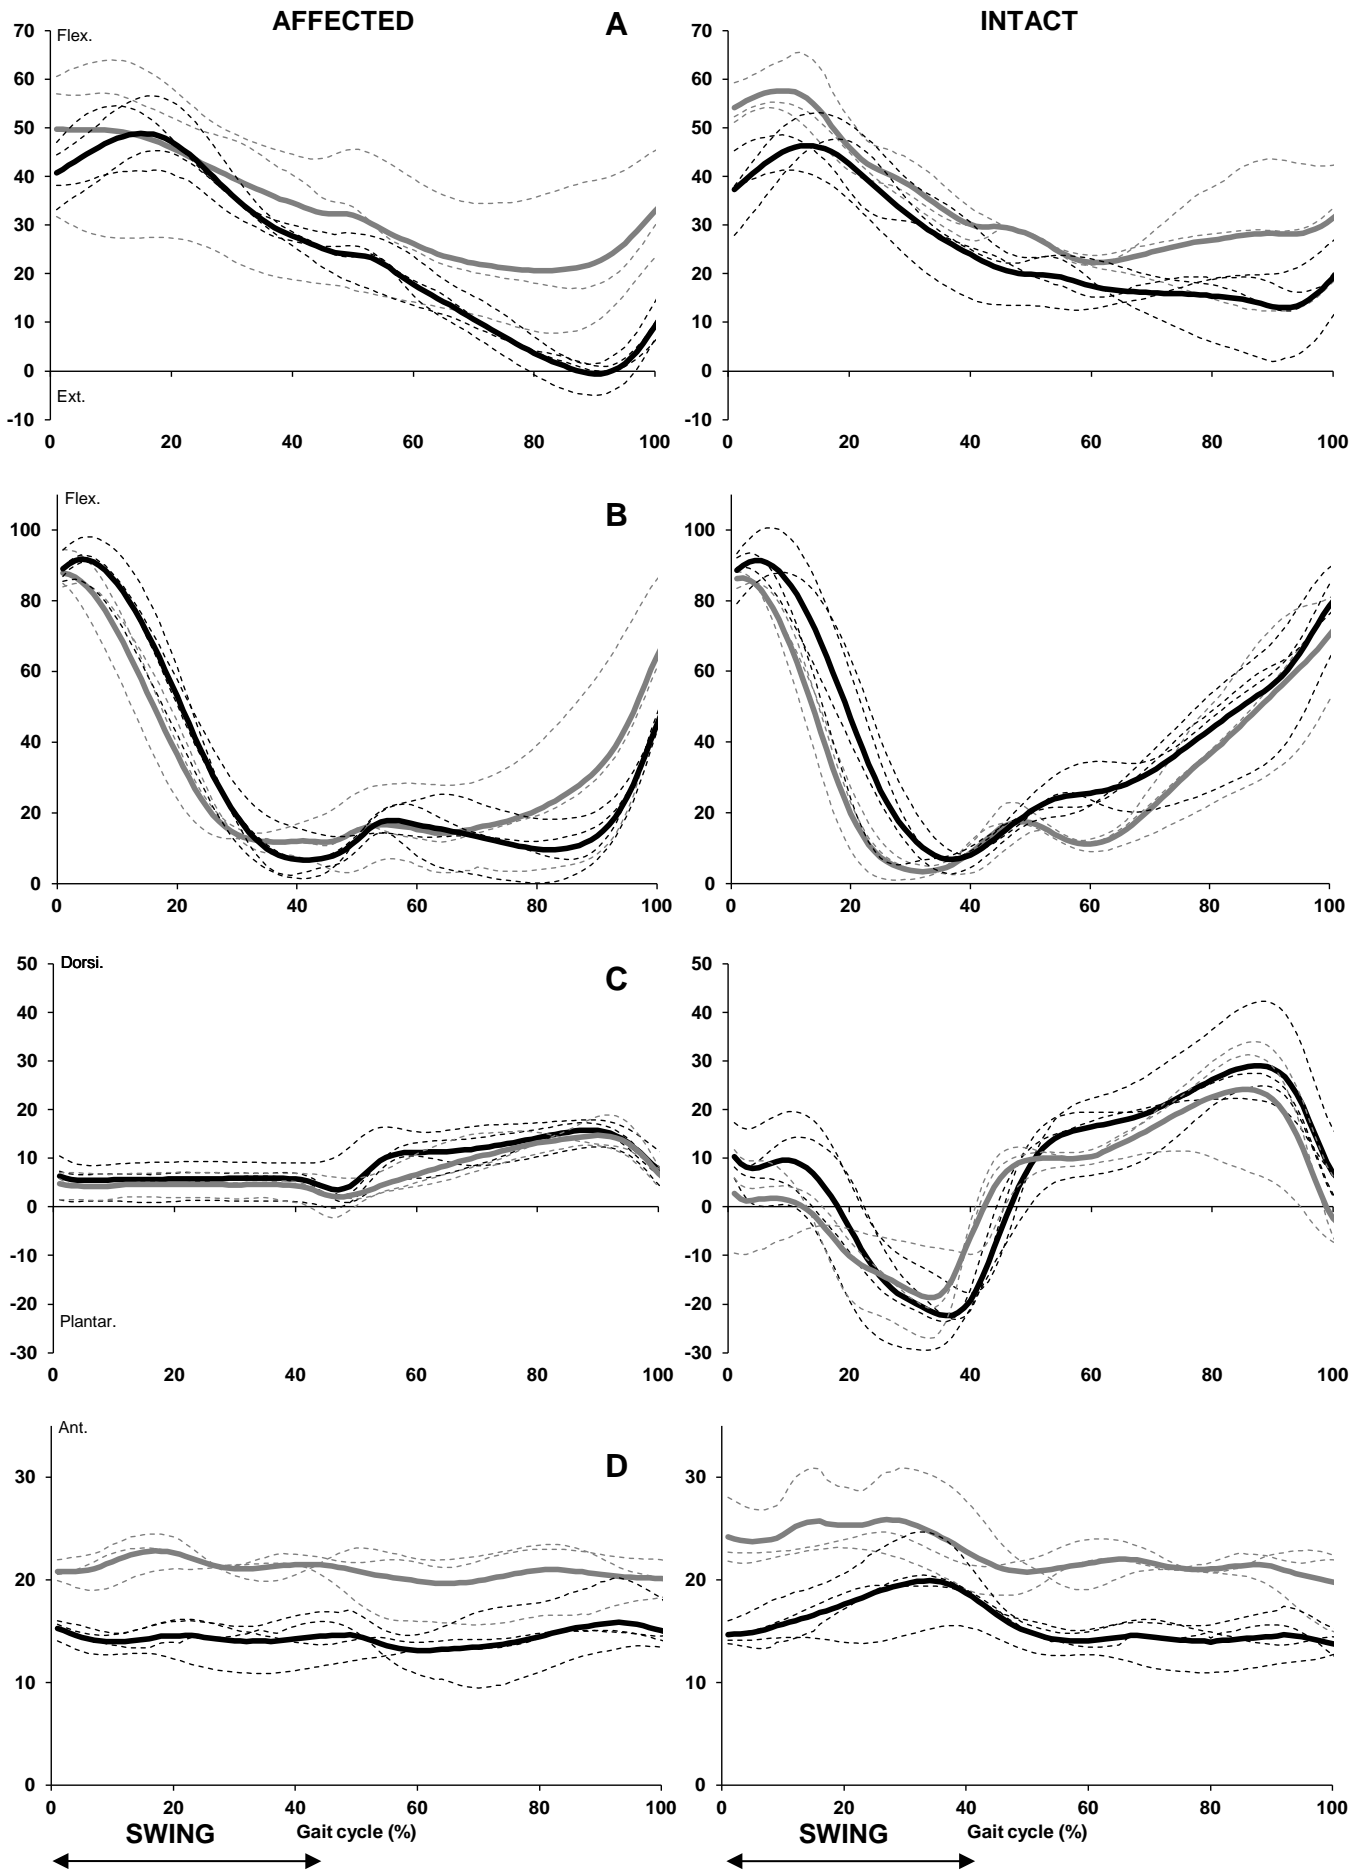 AFFECTED A INTACT
70 Flex. 70
60 60
50 50
40 40
30 30
20 20
10 10
0 0
Ext.
-10 -10
0 20 40 60 80 100 0 20 40 60 80 100
Flex. B
100 100
80 80
60 60
40 40
20 20
0 0
0 20 40 60 80 100 0 20 40 60 80 100
50 Dorsi. C 50
40 40
30 30
20 20
10 10
0 0
-10 -10
-20 -20
Plantar.
-30 -30
0 20 40 60 80 100 0 20 40 60 80 100
Ant.
D
30 30
20 20
10 10
0 0
0 20 40 60 80 100 0 20 40 60 80 100
SWING Gait cycle (%) SWING Gait cycle (%)